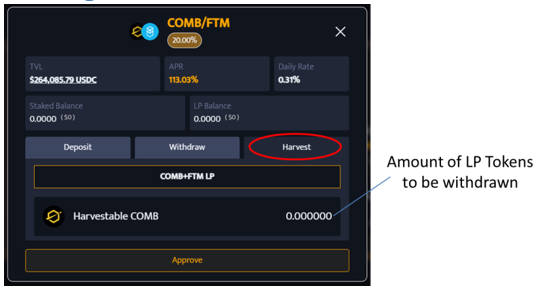 COMB/FTM
20.00%
TVL
$264,085.79 USDC
APR
113.03%
Daily Rate
0.31%
Staked Balance
0.0000 ($0)
LP Balance
0.0000 ($0)
Deposit
Withdraw
Harvest
COMB+FTM LP
Harvestable COMB
0.000000
Approve
Amount of LP Tokens
to be withdrawn